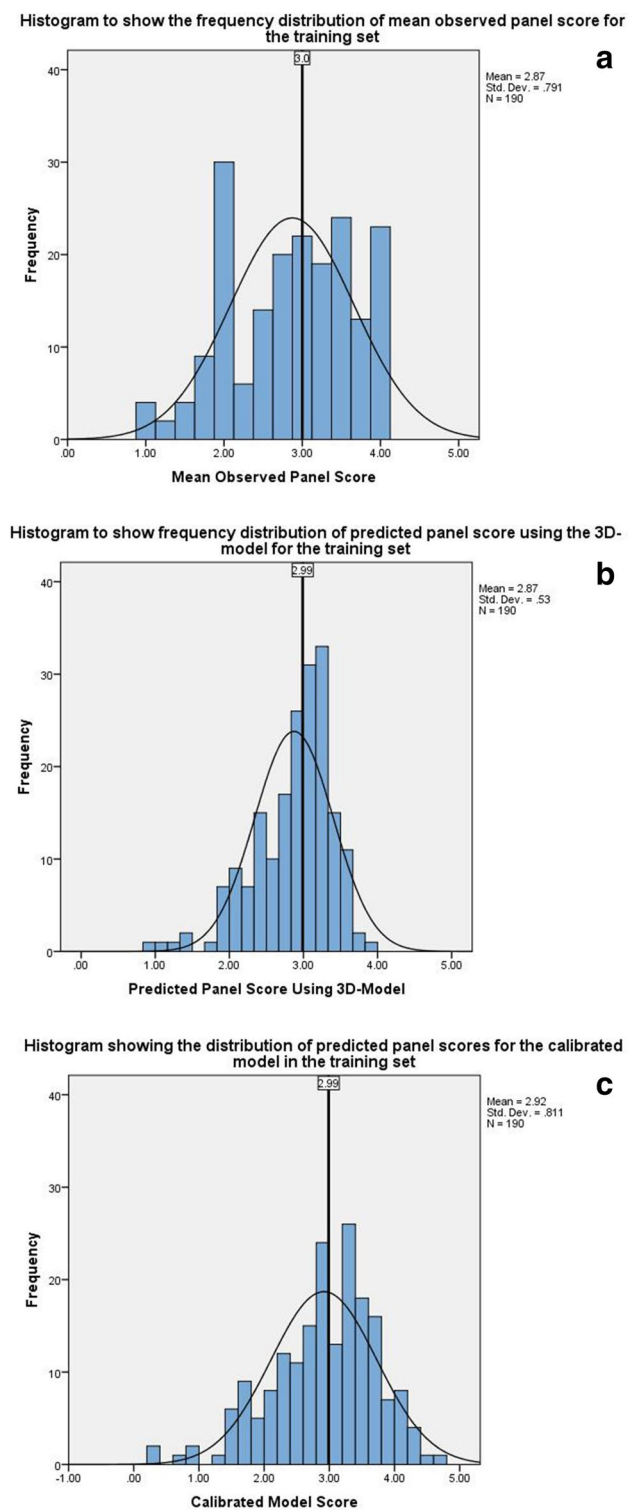 Histogram to show the frequency distribution of mean observed panel score for
the training set
a
3.0
Mean = 2.87
Std. Dev. = .791
N = 190
40
30
20
10
0
Frequency
.00 1.00 2.00 3.00 4.00 5.00
Mean Observed Panel Score
Histogram to show frequency distribution of predicted panel score using the 3D-
model for the training set
b
2.99
Mean = 2.87
Std. Dev. = .53
N = 190
40
30
20
10
0
Frequency
.00 1.00 2.00 3.00 4.00 5.00
Predicted Panel Score Using 3D-Model
Histogram showing the distribution of predicted panel scores for the calibrated
model in the training set
c
2.99
Mean = 2.92
Std. Dev. = .811
N = 190
40
30
20
10
0
Frequency
-1.00 .00 1.00 2.00 3.00 4.00 5.00
Calibrated Model Score